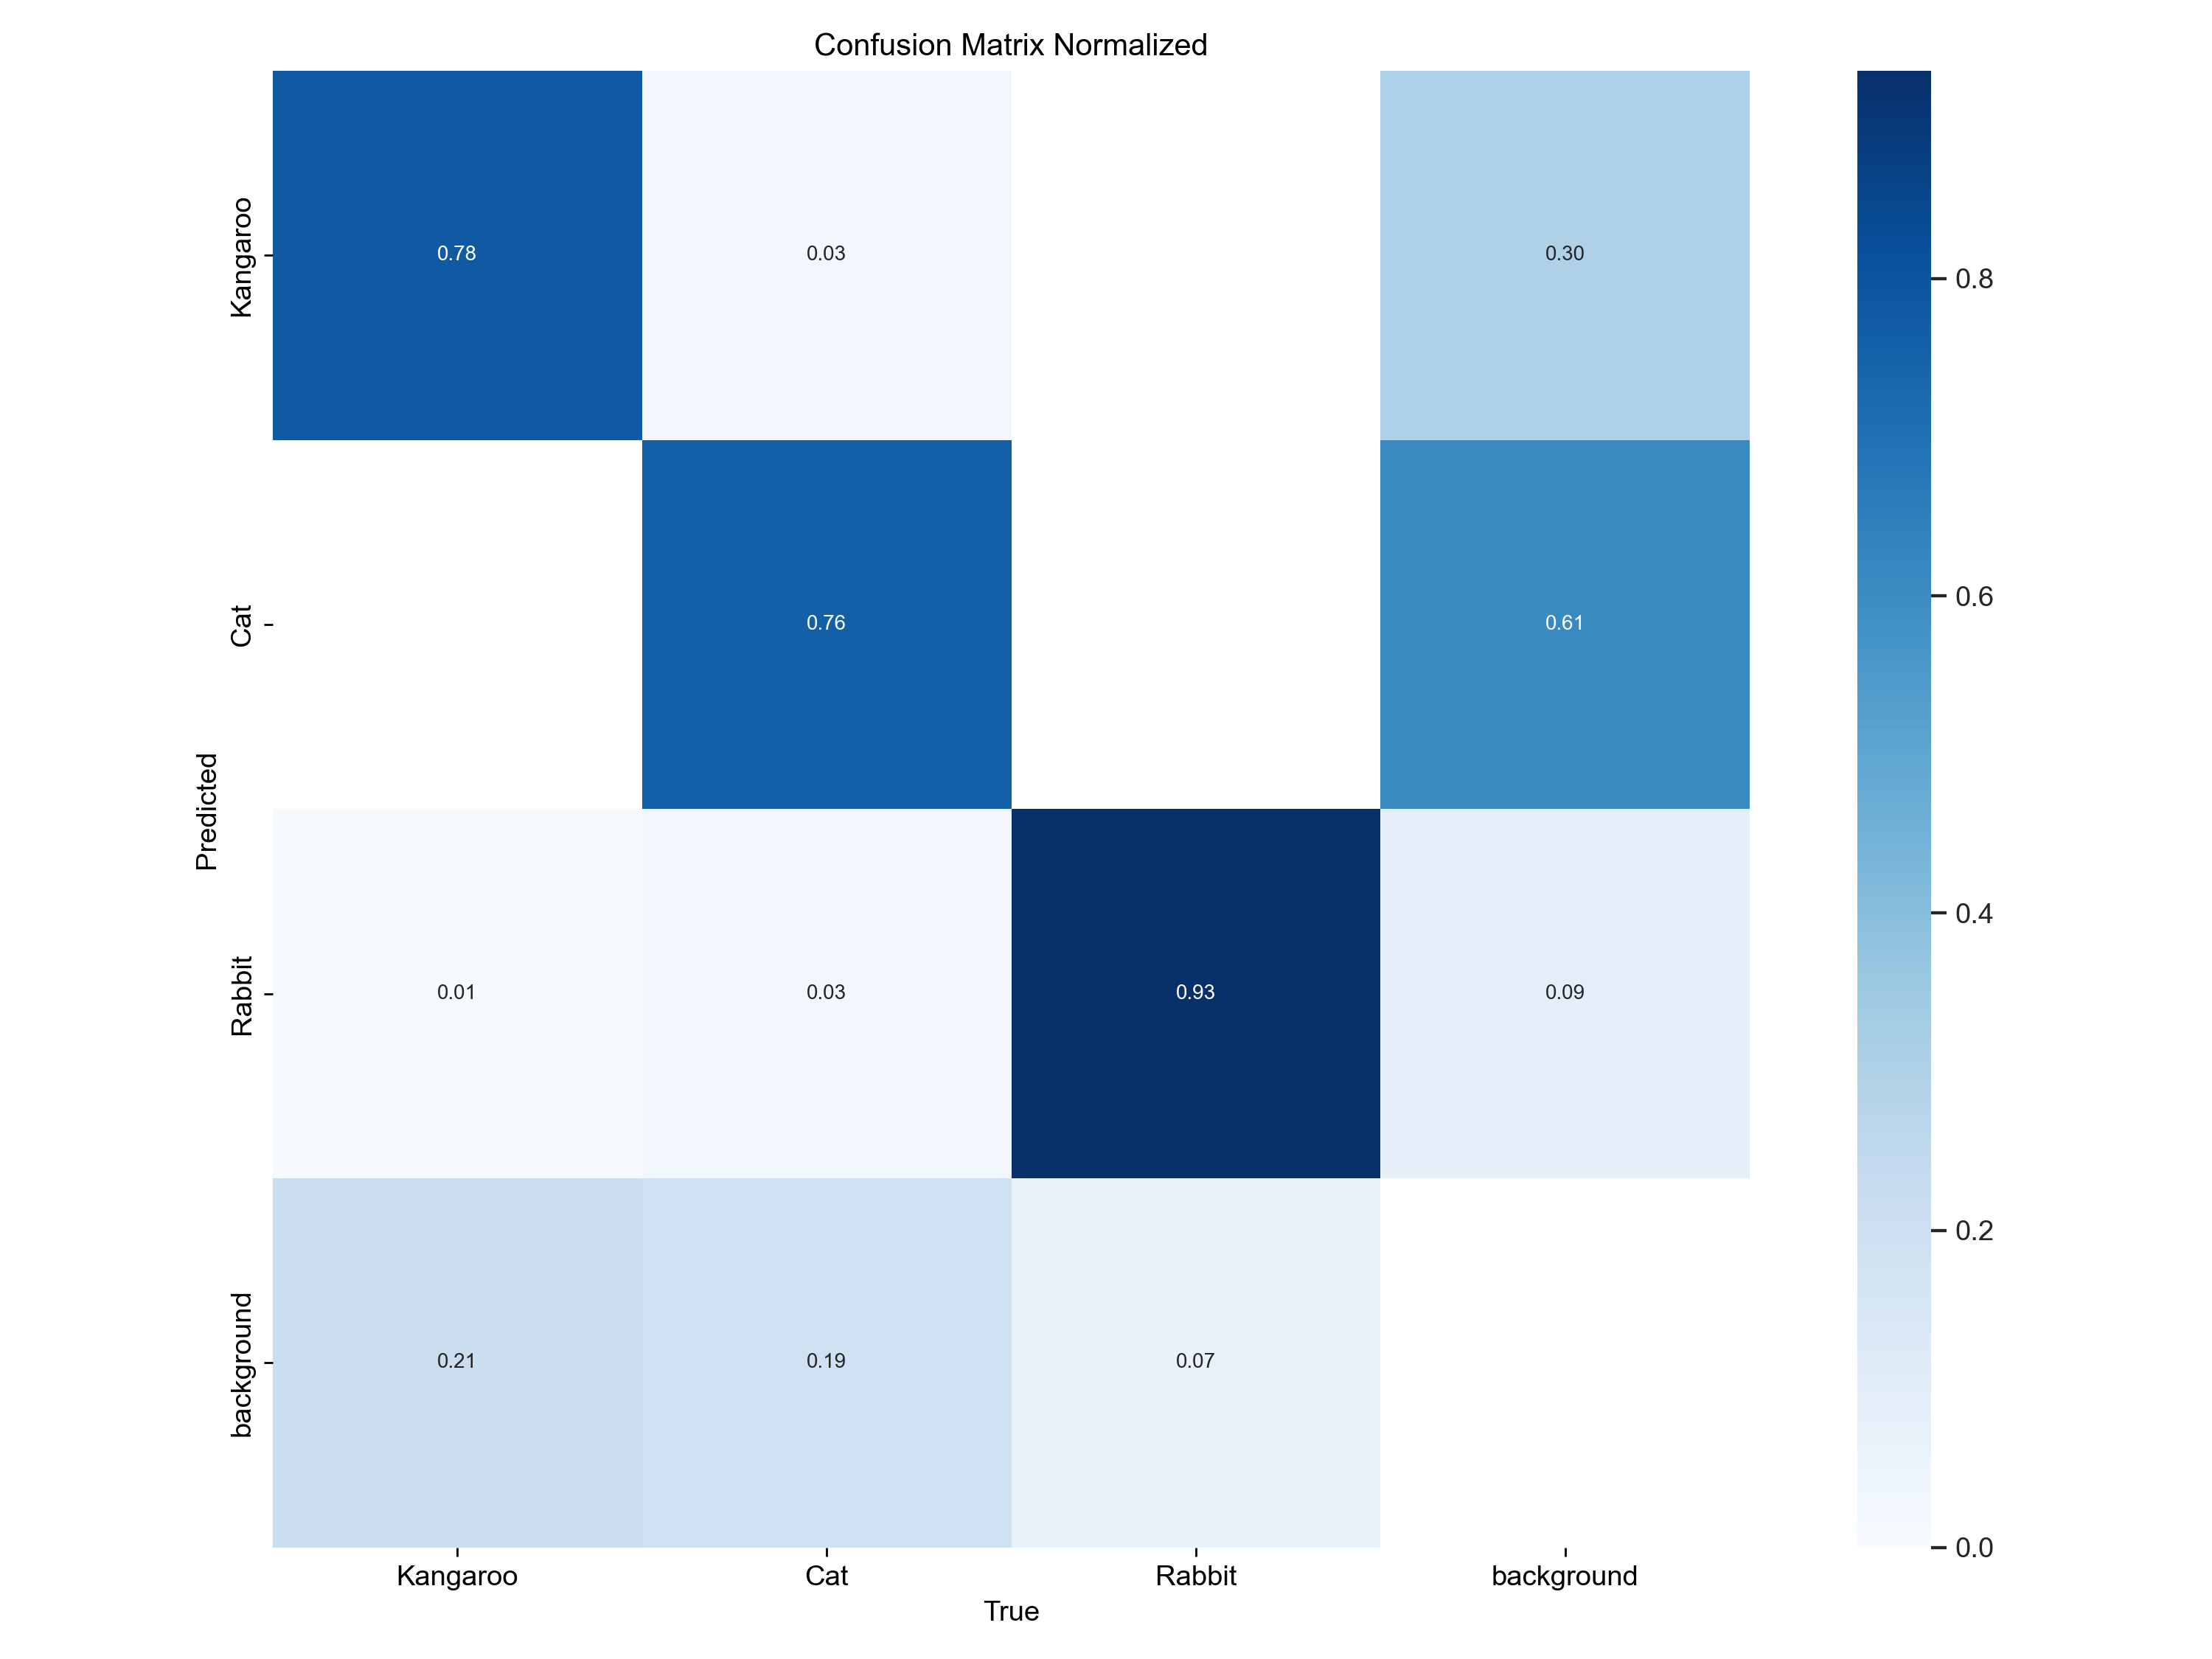 Confusion Matrix Normalized
Kangaroo
0.78
0.03
0.30
0.8
Cat
0.76
0.61
0.6
Predicted
Rabbit
0.01
0.03
0.93
0.09
0.4
background
0.21
0.19
0.07
0.2
0.0
Kangaroo
Cat
Rabbit
background
True